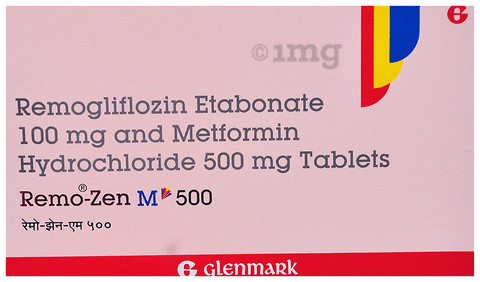 ©1mg
Remogliflozin Etabonate
100 mg and Metformin
Hydrochloride 500 mg Tablets
Remo®-Zen M 500
रेमो-झेन-एम ५००
G glenmark